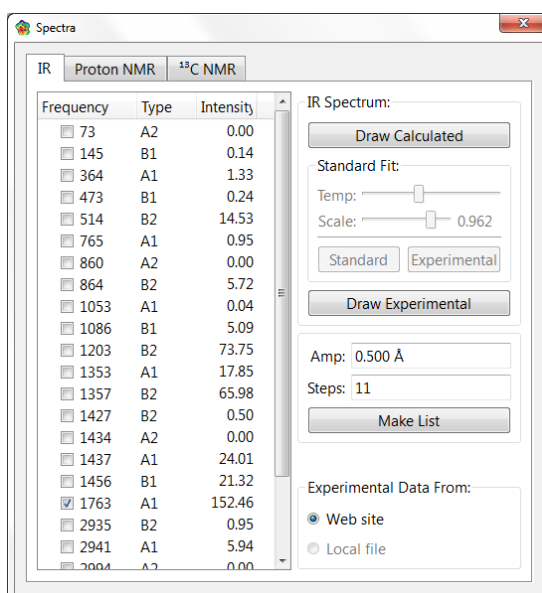 Spectra
IR Proton NMR ¹³C NMR
Frequency Type Intensity
73 A2 0.00
145 B1 0.14
364 A1 1.33
473 B1 0.24
514 B2 14.53
765 A1 0.95
860 A2 0.00
864 B2 5.72
1053 A1 0.04
1086 B1 5.09
1203 B2 73.75
1353 A1 17.85
1357 B2 65.98
1427 B2 0.50
1434 A2 0.00
1437 A1 24.01
1456 B1 21.32
1763 A1 152.46
2935 B2 0.95
2941 A1 5.94
2994 A2 0.00
IR Spectrum:
Draw Calculated
Standard Fit:
Temp:
Scale: 0.962
Standard Experimental
Draw Experimental
Amp: 0.500 Å
Steps: 11
Make List
Experimental Data From:
Web site
Local file